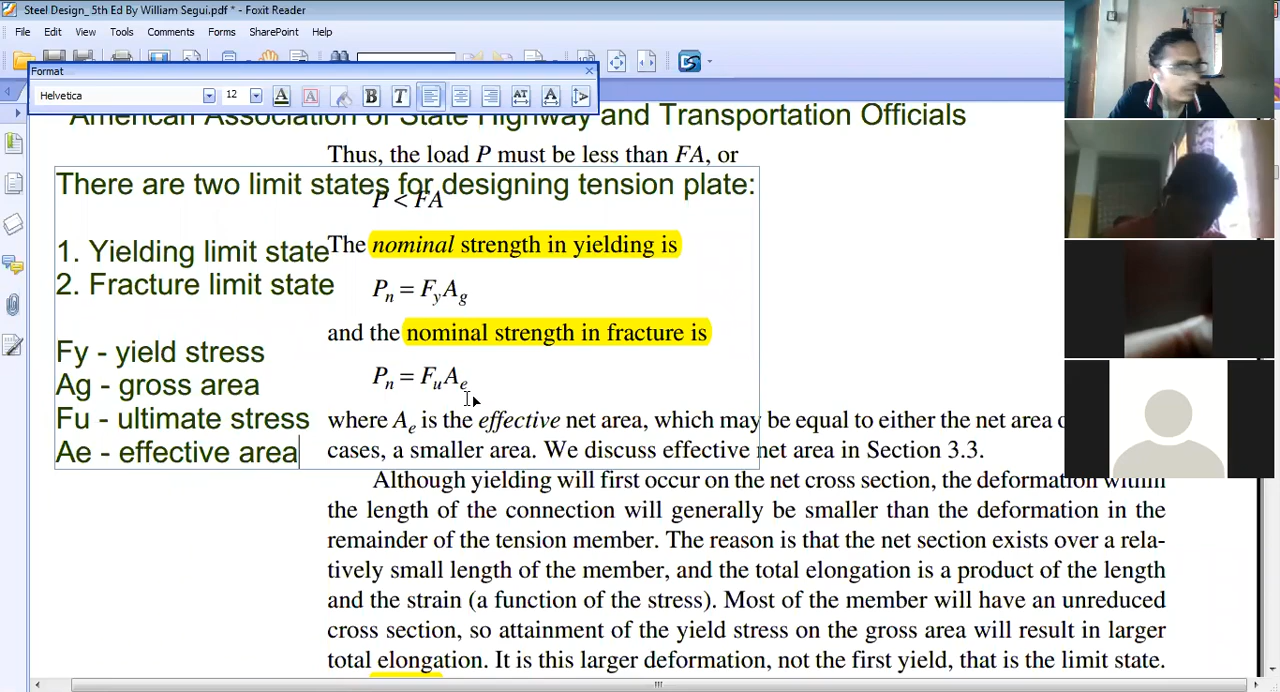 Steel Design_ 5th Ed By William Segui.pdf * - Foxit Reader
File Edit View Tools Comments Forms SharePoint Help
Format
Helvetica 12
American Association of State Highway and Transportation Officials
Thus, the load P must be less than FA, or
There are two limit states for designing tension plate:
P < FA
1. Yielding limit state
2. Fracture limit state
The nominal strength in yielding is
Pn = FyAg
and the nominal strength in fracture is
Fy - yield stress
Ag - gross area
Fu - ultimate stress
Ae - effective area
Pn = FuAe
where Ae is the effective net area, which may be equal to either the net area
cases, a smaller area. We discuss effective net area in Section 3.3.
Although yielding will first occur on the net cross section, the deformation within
the length of the connection will generally be smaller than the deformation in the
remainder of the tension member. The reason is that the net section exists over a rela-
tively small length of the member, and the total elongation is a product of the length
and the strain (a function of the stress). Most of the member will have an unreduced
cross section, so attainment of the yield stress on the gross area will result in larger
total elongation. It is this larger deformation, not the first yield, that is the limit state.